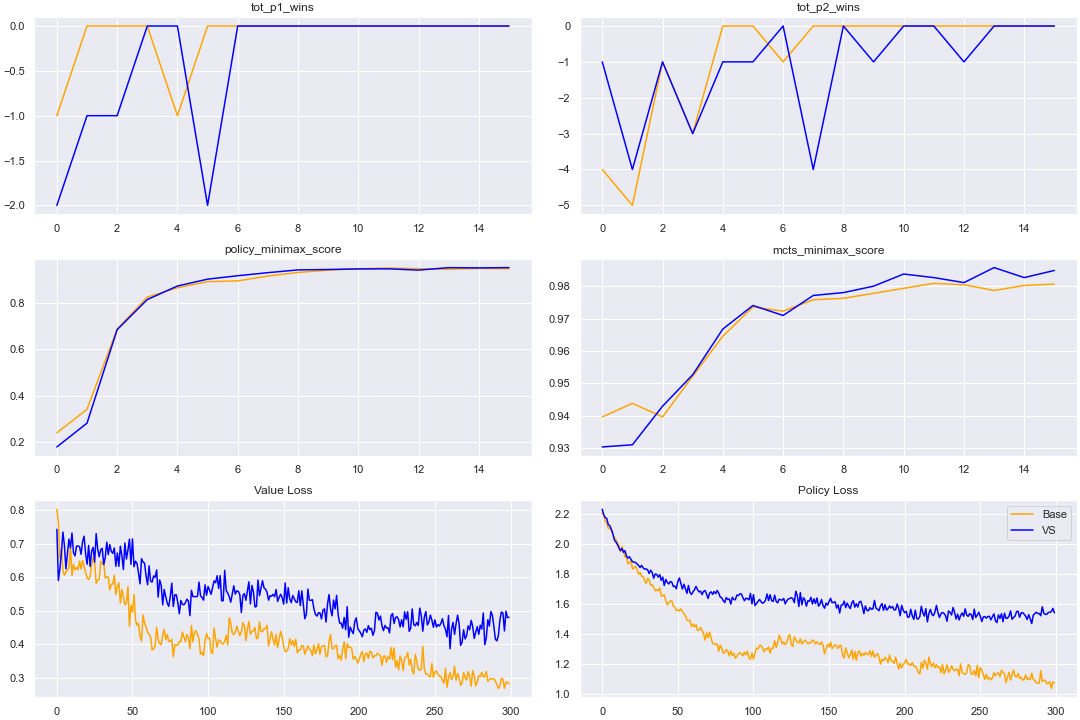 tot_p1_wins
0.0
−0.5
−1.0
−1.5
−2.0
0 2 4 6 8 10 12 14
tot_p2_wins
0
−1
−2
−3
−4
−5
0 2 4 6 8 10 12 14
policy_minimax_score
0.8
0.6
0.4
0.2
0 2 4 6 8 10 12 14
mcts_minimax_score
0.98
0.97
0.96
0.95
0.94
0.93
0 2 4 6 8 10 12 14
Value Loss
0.8
0.7
0.6
0.5
0.4
0.3
0 50 100 150 200 250 300
Policy Loss
2.2
2.0
1.8
1.6
1.4
1.2
1.0
0 50 100 150 200 250 300
Base
VS